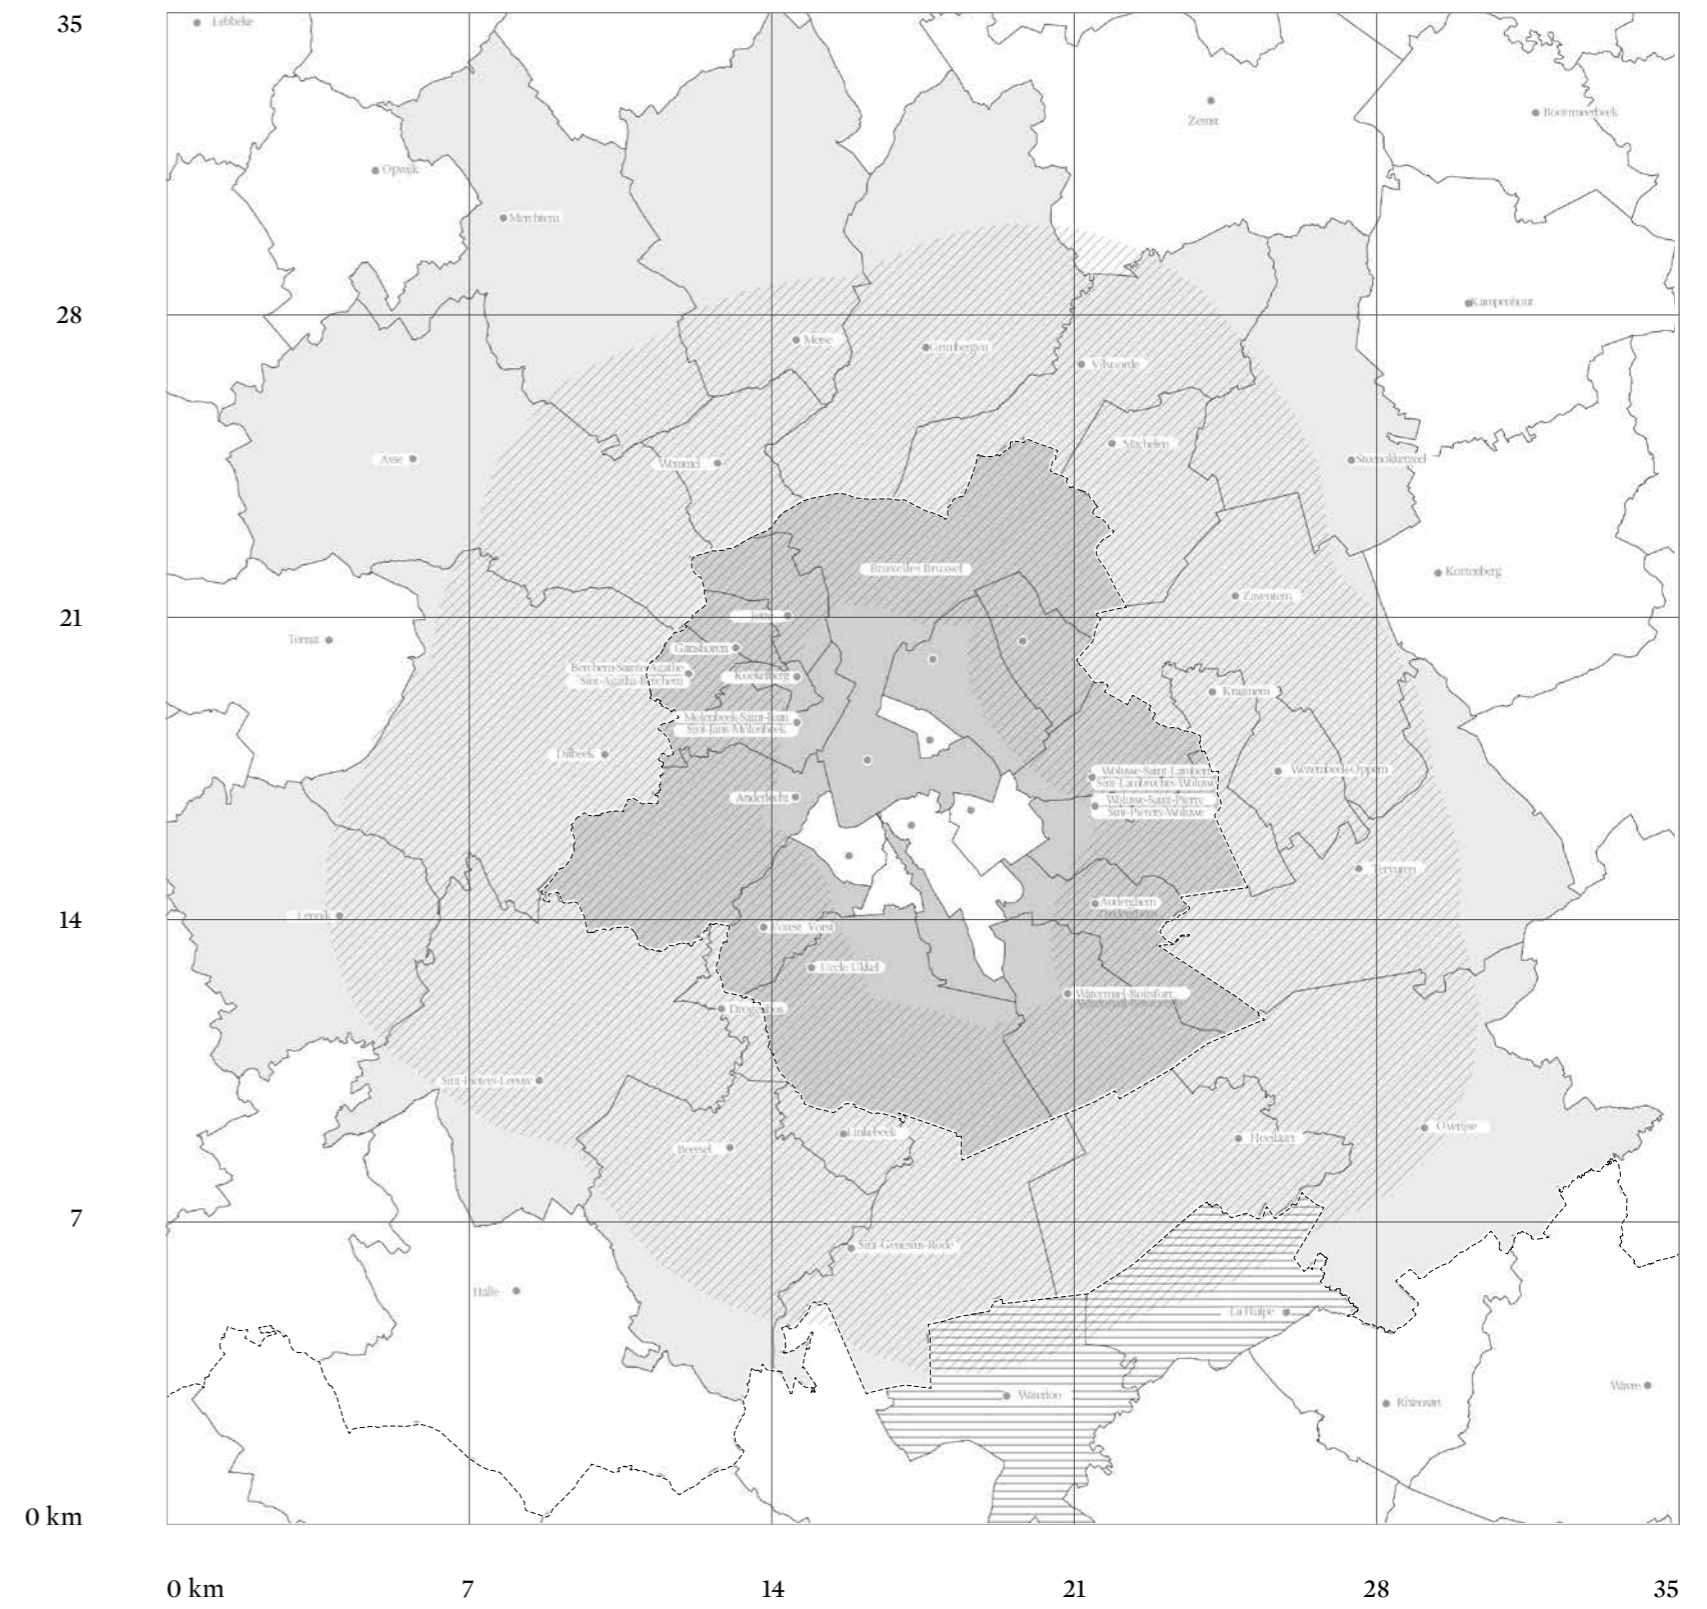 35
Lebbeke
Zemst
Boortmeerbeek
Opwijk
Merchtem
Kampenhout
28
Meise
Grimbergen
Vilvoorde
Machelen
Asse
Wemmel
Steenokkerzeel
Bruxelles Brussel
Kortenberg
Zaventem
21
Jette
Ternat
Ganshoren
Berchem-Sainte-Agathe
Sint-Agatha-Berchem
Koekelberg
Kraainem
Molenbeek-Saint-Jean
Sint-Jans-Molenbeek
Dilbeek
Woluwe-Saint-Lambert
Sint-Lambrechts-Woluwe
Wezembeek-Oppem
Anderlecht
Woluwe-Saint-Pierre
Sint-Pieters-Woluwe
Tervuren
Auderghem
Oudergem
Lennik
14
Forest Vorst
Uccle Ukkel
Watermael-Boitsfort
Drogenbos
Sint-Pieters-Leeuw
Linkebeek
Beersel
Hoeilaart
Overijse
7
Sint-Genesius-Rode
Halle
La Hulpe
Waterloo
Rixensart
Wavre
0 km
0 km
7
14
21
28
35